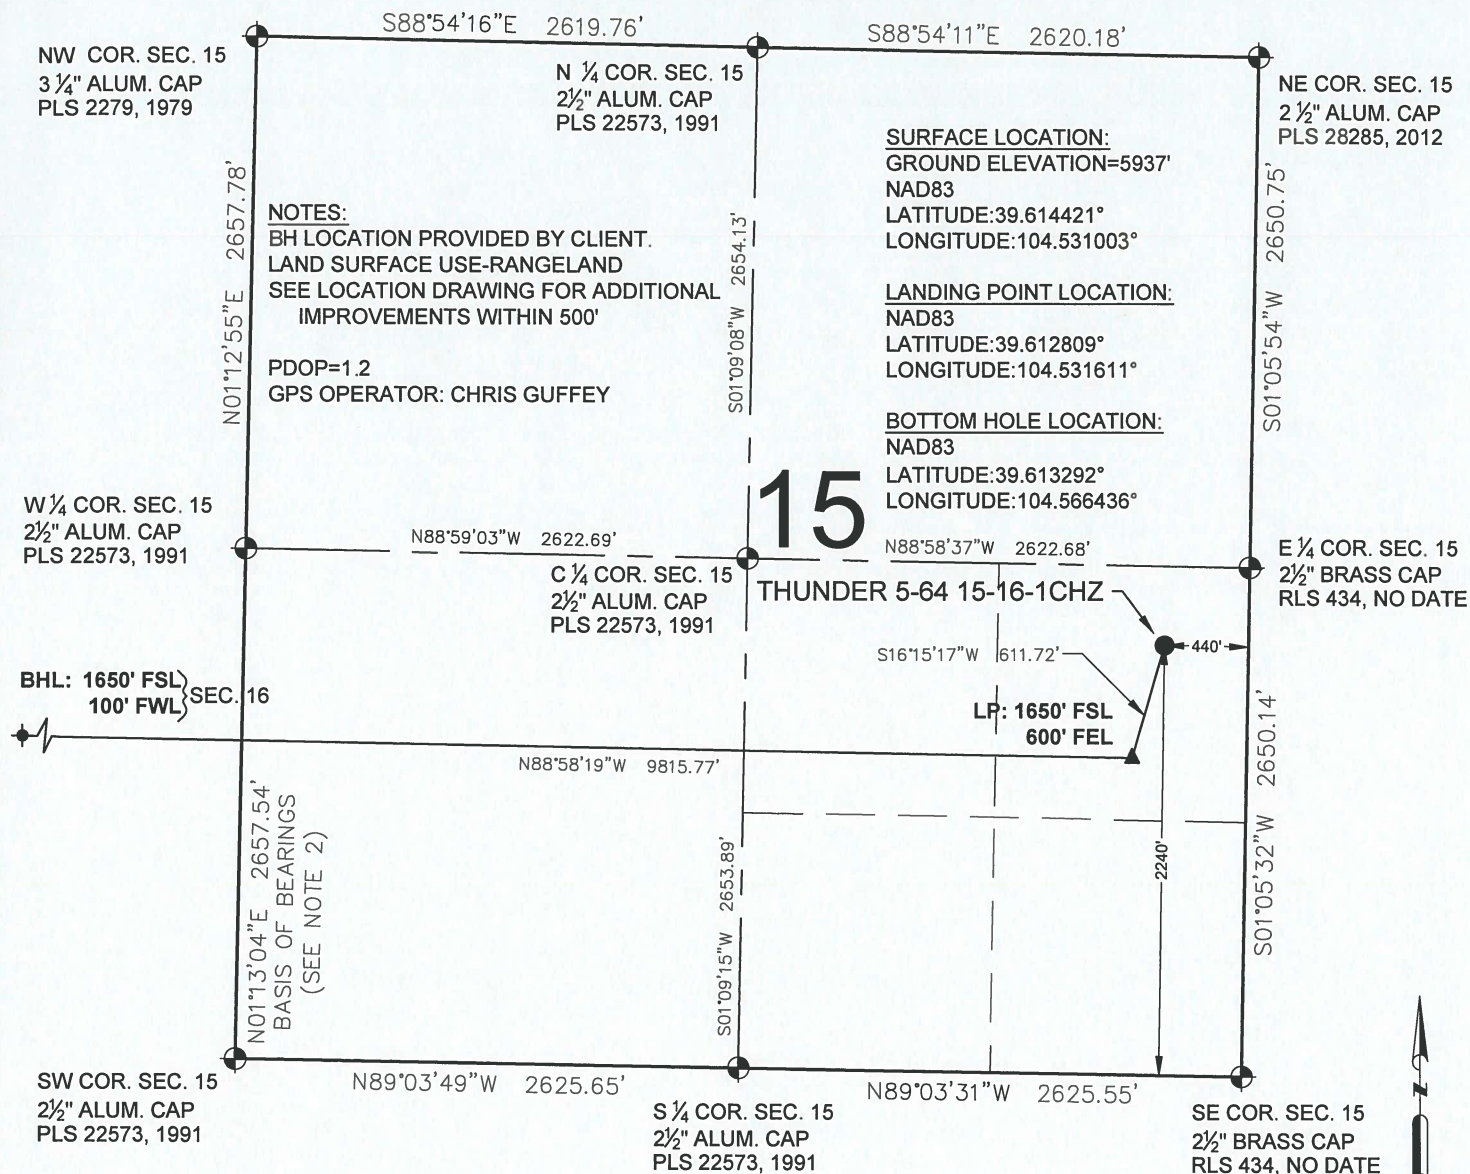 S88°54'16"E 2619.76'
S88°54'11"E 2620.18'
NW COR. SEC. 15
3 ¼" ALUM. CAP
PLS 2279, 1979
N ¼ COR. SEC. 15
2½" ALUM. CAP
PLS 22573, 1991
NE COR. SEC. 15
2 ½" ALUM. CAP
PLS 28285, 2012
N01°12'55"E 2657.78'
NOTES:
BH LOCATION PROVIDED BY CLIENT.
LAND SURFACE USE-RANGELAND
SEE LOCATION DRAWING FOR ADDITIONAL
IMPROVEMENTS WITHIN 500'
PDOP=1.2
GPS OPERATOR: CHRIS GUFFEY
S01°09'08"W 2654.13'
SURFACE LOCATION:
GROUND ELEVATION=5937'
NAD83
LATITUDE:39.614421°
LONGITUDE:104.531003°
LANDING POINT LOCATION:
NAD83
LATITUDE:39.612809°
LONGITUDE:104.531611°
BOTTOM HOLE LOCATION:
NAD83
LATITUDE:39.613292°
LONGITUDE:104.566436°
S01°05'54"W 2650.75'
15
W ¼ COR. SEC. 15
2½" ALUM. CAP
PLS 22573, 1991
N88°59'03"W 2622.69'
N88°58'37"W 2622.68'
C ¼ COR. SEC. 15
2½" ALUM. CAP
PLS 22573, 1991
THUNDER 5-64 15-16-1CHZ
E ¼ COR. SEC. 15
2½" BRASS CAP
RLS 434, NO DATE
440'
S16°15'17"W 611.72'
BHL: 1650' FSL
100' FWL
SEC. 16
LP: 1650' FSL
600' FEL
N88°58'19"W 9815.77'
N01°13'04"E 2657.54'
BASIS OF BEARINGS
(SEE NOTE 2)
S01°09'15"W 2653.89'
2240'
S01°05'32"W 2650.14'
SW COR. SEC. 15
2½" ALUM. CAP
PLS 22573, 1991
N89°03'49"W 2625.65'
S ¼ COR. SEC. 15
2½" ALUM. CAP
PLS 22573, 1991
N89°03'31"W 2625.55'
SE COR. SEC. 15
2½" BRASS CAP
RLS 434, NO DATE
N